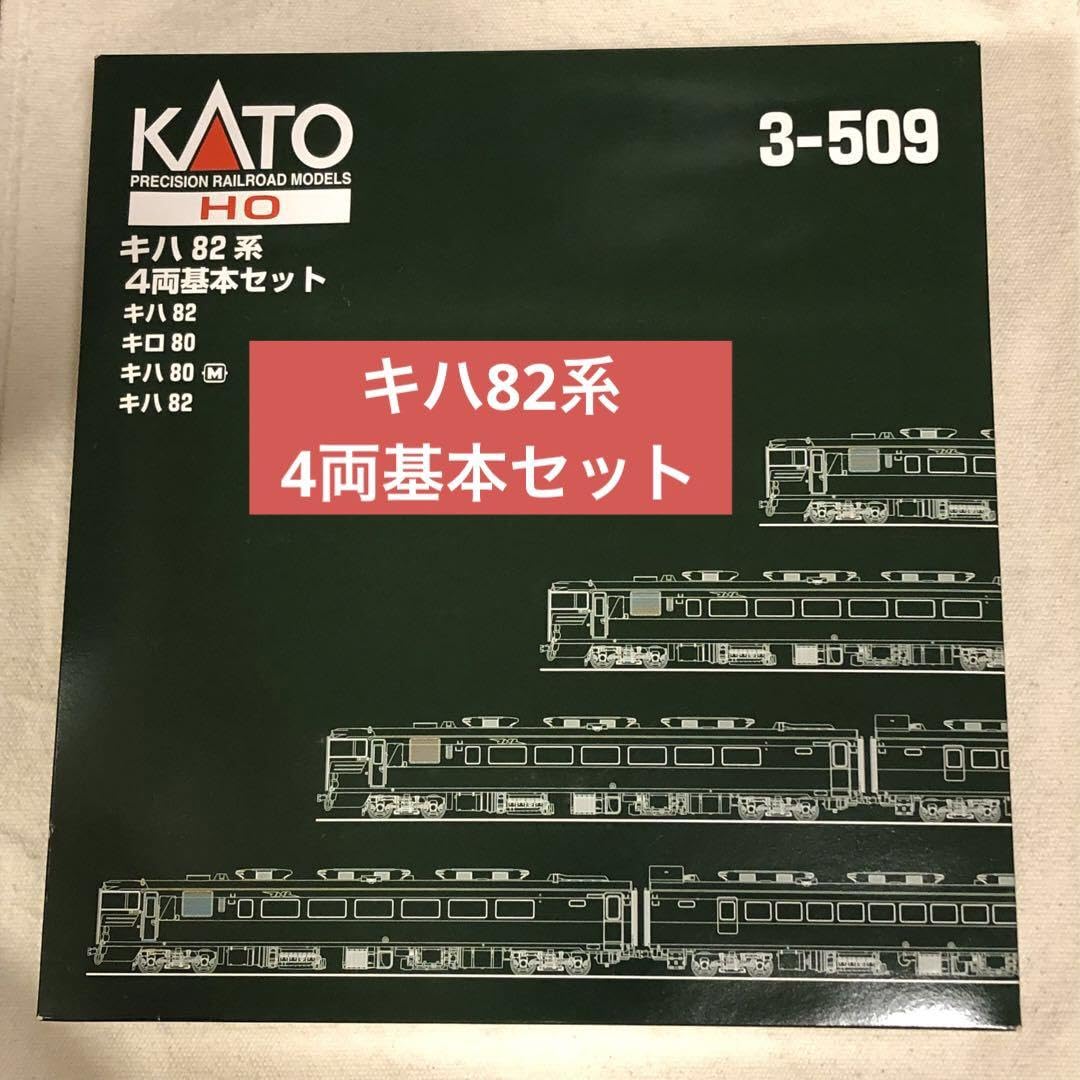 KATO
PRECISION RAILROAD MODELS
HO
3-509
キハ 82 系
4両基本セット
キハ 82
キロ 80
キハ 80 M
キハ 82
キハ82系
4両基本セット